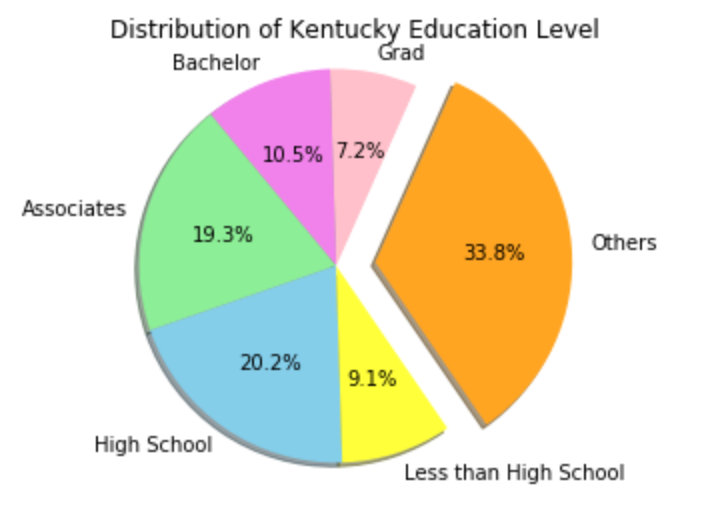 Distribution of Kentucky Education Level
Grad
Bachelor
10.5%
7.2%
Associates
19.3%
Others
33.8%
20.2%
9.1%
High School
Less than High School